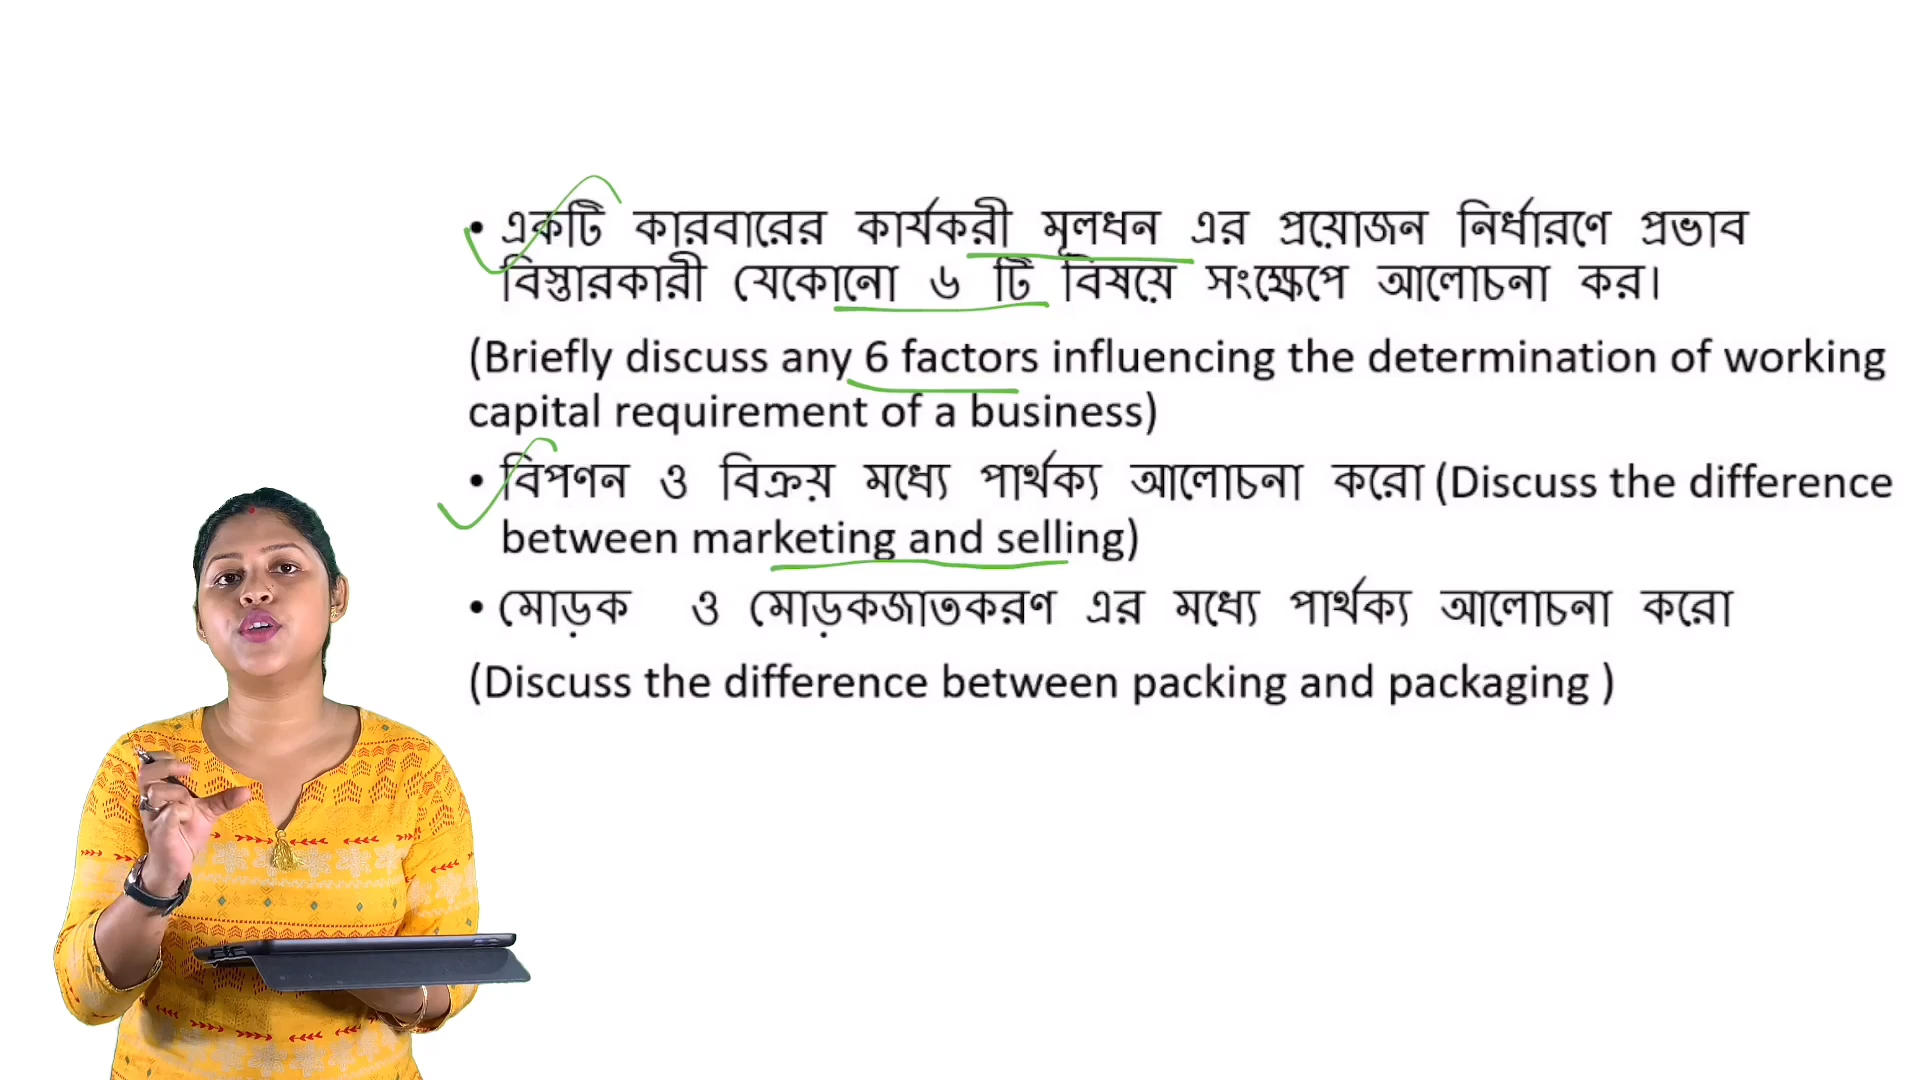 • একটি কারবারের কার্যকরী মূলধন এর প্রয়োজন নির্ধারণে প্রভাব
বিস্তারকারী যেকোনো ৬ টি বিষয়ে সংক্ষেপে আলোচনা কর।
(Briefly discuss any 6 factors influencing the determination of working
capital requirement of a business)
• বিপণন ও বিক্রয় মধ্যে পার্থক্য আলোচনা করো (Discuss the difference
between marketing and selling)
• মোড়ক ও মোড়কজাতকরণ এর মধ্যে পার্থক্য আলোচনা করো
(Discuss the difference between packing and packaging )